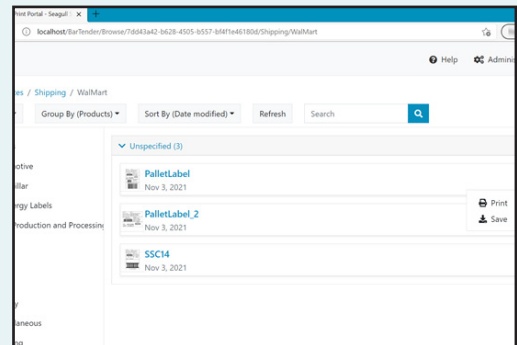 Print Portal - Seagull
localhost/BarTender/Browse/7dd43a42-b628-4505-b557-bf4f1e46180d/Shipping/WalMart
Help Adminis
es / Shipping / WalMart
Group By (Products) Sort By (Date modified) Refresh Search
Unspecified (3)
PalletLabel
Nov 3, 2021
Print
Save
PalletLabel_2
Nov 3, 2021
SSC14
Nov 3, 2021
otive
illar
rgy Labels
Production and Processing
y
laneous
ng